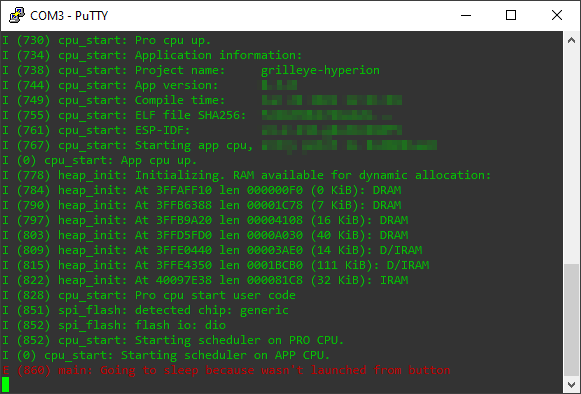 COM3 - PuTTY
I (730) cpu_start: Pro cpu up.
I (734) cpu_start: Application information:
I (738) cpu_start: Project name:     grilleye-hyperion
I (744) cpu_start: App version:
I (749) cpu_start: Compile time:
I (755) cpu_start: ELF file SHA256:
I (761) cpu_start: ESP-IDF:
I (767) cpu_start: Starting app cpu,
I (0) cpu_start: App cpu up.
I (778) heap_init: Initializing. RAM available for dynamic allocation:
I (784) heap_init: At 3FFAFF10 len 000000F0 (0 KiB): DRAM
I (790) heap_init: At 3FFB6388 len 00001C78 (7 KiB): DRAM
I (797) heap_init: At 3FFB9A20 len 00004108 (16 KiB): DRAM
I (803) heap_init: At 3FFD5FD0 len 0000A030 (40 KiB): DRAM
I (809) heap_init: At 3FFE0440 len 00003AE0 (14 KiB): D/IRAM
I (815) heap_init: At 3FFE4350 len 0001BCB0 (111 KiB): D/IRAM
I (822) heap_init: At 40097E38 len 000081C8 (32 KiB): IRAM
I (828) cpu_start: Pro cpu start user code
I (851) spi_flash: detected chip: generic
I (852) spi_flash: flash io: dio
I (852) cpu_start: Starting scheduler on PRO CPU.
I (0) cpu_start: Starting scheduler on APP CPU.
E (860) main: Going to sleep because wasn't launched from button